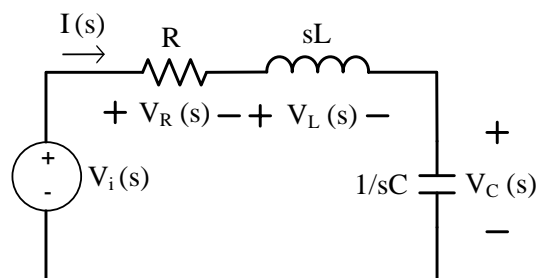 I(s)
R
sL
+ V_R(s) − + V_L(s) −
+
-
V_i(s)
1/sC
+
V_C(s)
−